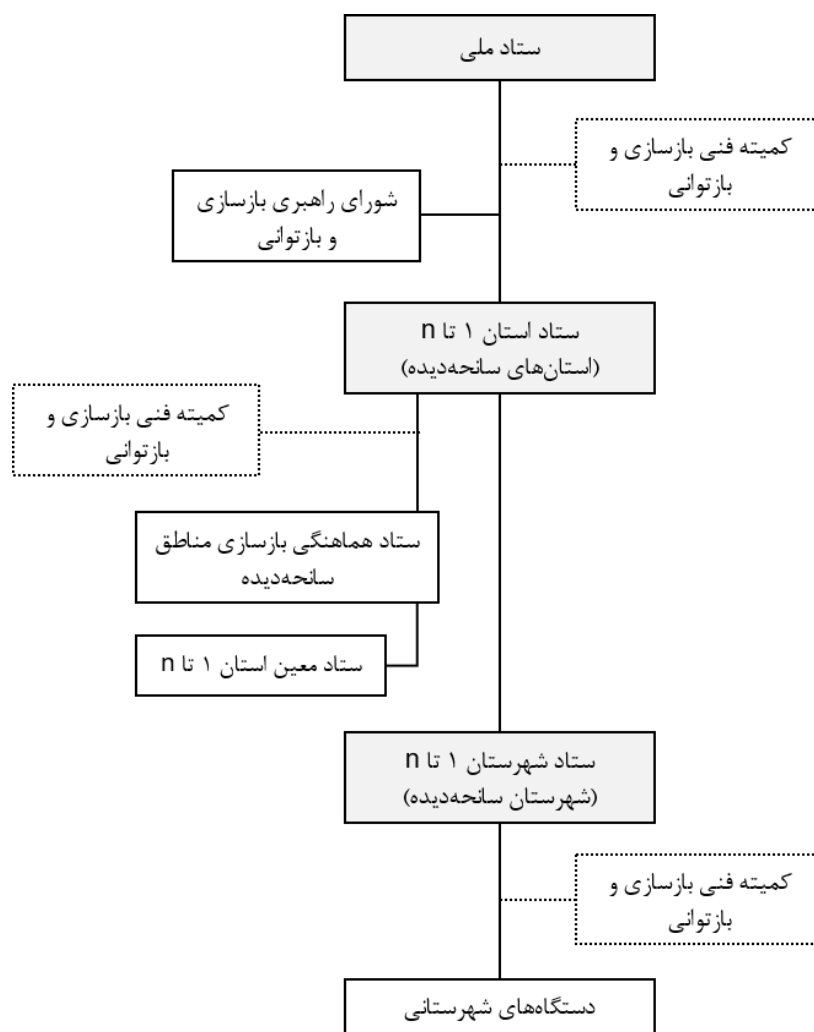 ستاد ملی
کمیته فنی بازسازی و
بازتوانی
شورای راهبری بازسازی
و بازتوانی
ستاد استان ۱ تا n
(استان‌های سانحه‌دیده)
کمیته فنی بازسازی و
بازتوانی
ستاد هماهنگی بازسازی مناطق
سانحه‌دیده
ستاد معین استان ۱ تا n
ستاد شهرستان ۱ تا n
(شهرستان سانحه‌دیده)
کمیته فنی بازسازی و
بازتوانی
دستگاه‌های شهرستانی